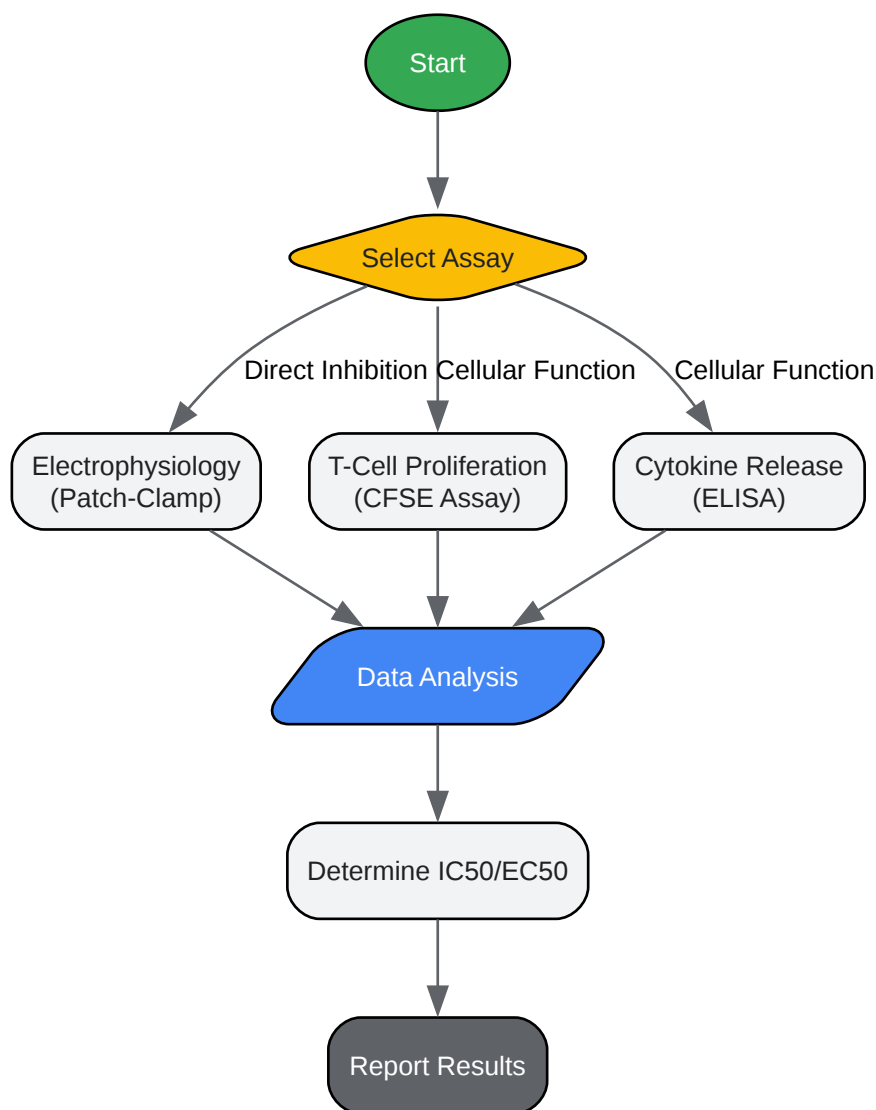 Start
Select Assay
Direct Inhibition
Cellular Function
Cellular Function
Electrophysiology
(Patch-Clamp)
T-Cell Proliferation
(CFSE Assay)
Cytokine Release
(ELISA)
Data Analysis
Determine IC50/EC50
Report Results